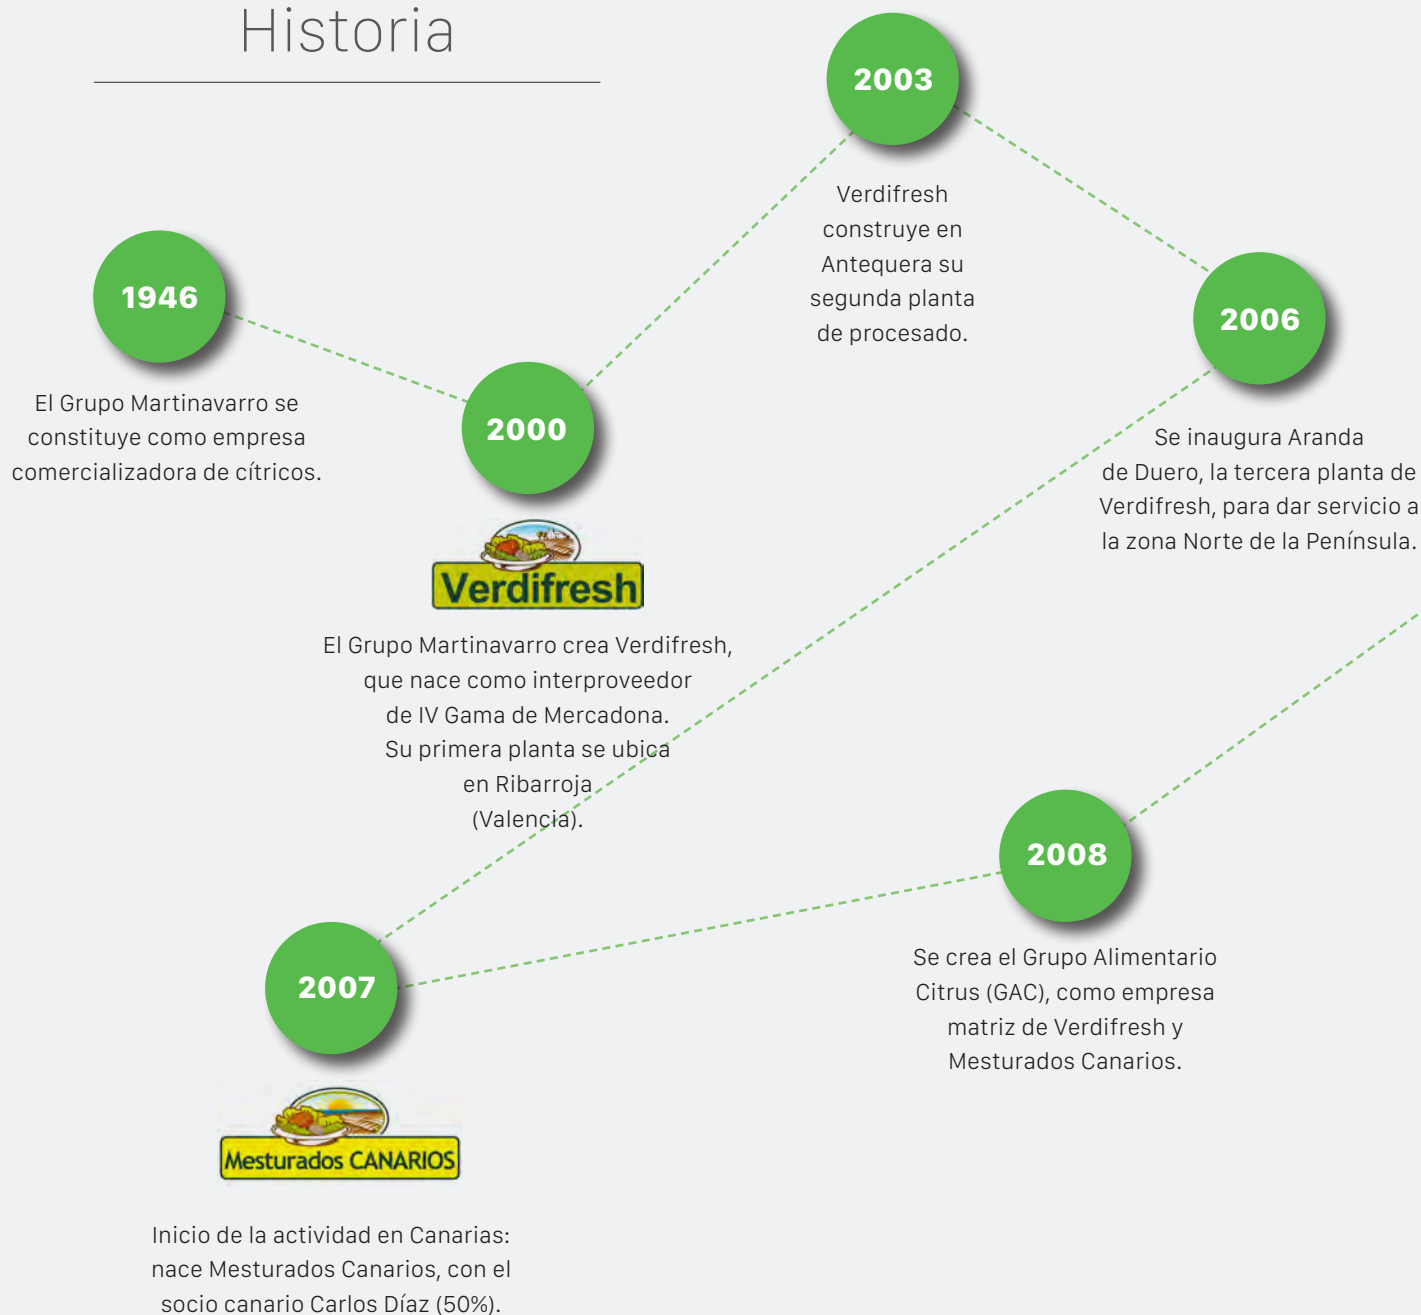 Historia
1946
El Grupo Martinavarro se
constituye como empresa
comercializadora de cítricos.
2000
Verdifresh
El Grupo Martinavarro crea Verdifresh,
que nace como interproveedor
de IV Gama de Mercadona.
Su primera planta se ubica
en Ribarroja
(Valencia).
2003
Verdifresh
construye en
Antequera su
segunda planta
de procesado.
2006
Se inaugura Aranda
de Duero, la tercera planta de
Verdifresh, para dar servicio a
la zona Norte de la Península.
2007
Mesturados CANARIOS
Inicio de la actividad en Canarias:
nace Mesturados Canarios, con el
socio canario Carlos Díaz (50%).
2008
Se crea el Grupo Alimentario
Citrus (GAC), como empresa
matriz de Verdifresh y
Mesturados Canarios.